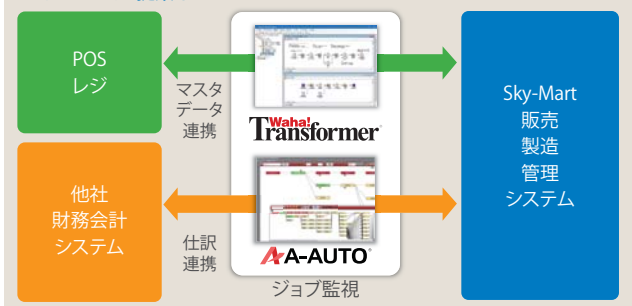 POS
レジ
マスタ
データ
連携
Waha!
Transformer
Sky-Mart
販売
製造
管理
システム
他社
財務会計
システム
仕訳
連携
A-AUTO
ジョブ監視